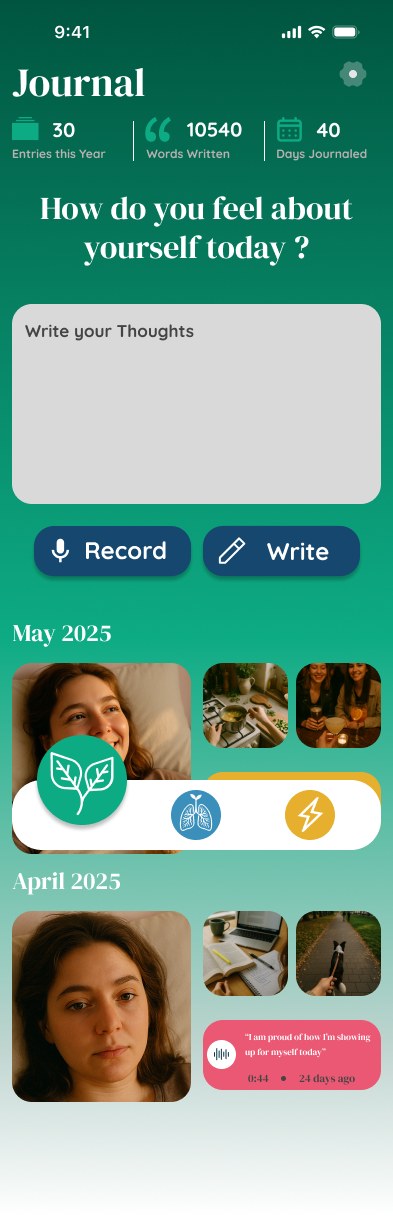 9:41
Journal
30
Entries this Year
10540
Words Written
40
Days Journaled
How do you feel about
yourself today ?
Write your Thoughts
Record
Write
May 2025
April 2025
"I am proud of how I'm showing
up for myself today"
0:44 • 24 days ago